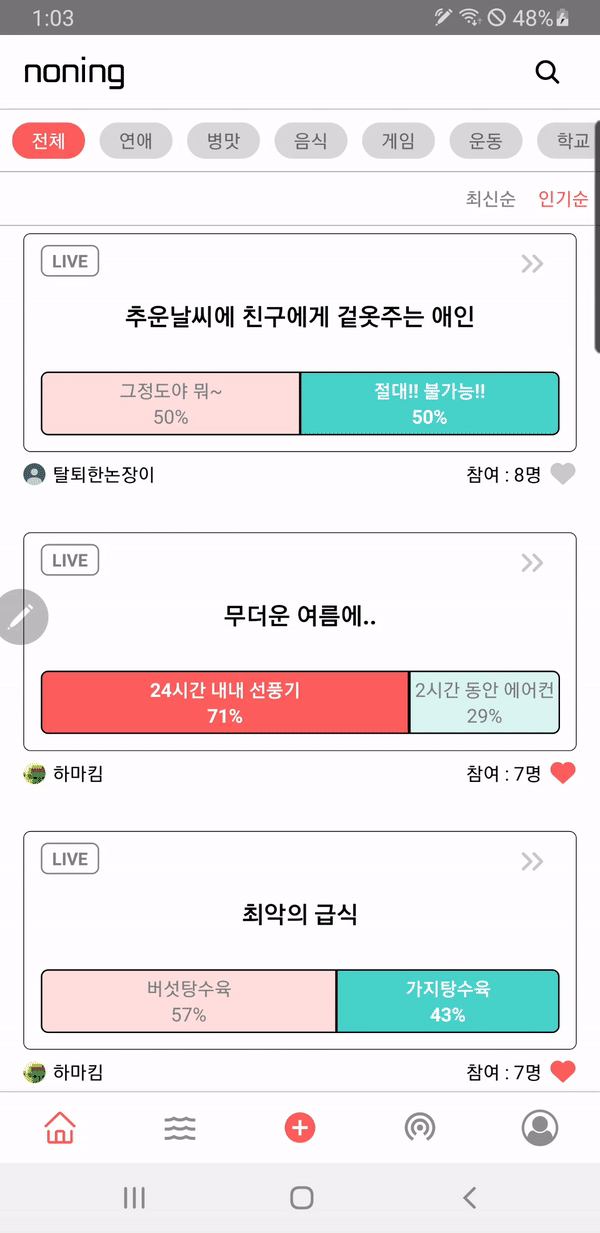 1:03 48%
noning
전체 연애 병맛 음식 게임 운동 학교
최신순 인기순
LIVE
추운날씨에 친구에게 겉옷주는 애인
그정도야 뭐~ 절대!! 불가능!!
50% 50%
탈퇴한논장이 참여 : 8명
LIVE
무더운 여름에..
24시간 내내 선풍기 2시간 동안 에어컨
71% 29%
하마킴 참여 : 7명
LIVE
최악의 급식
버섯탕수육 가지탕수육
57% 43%
하마킴 참여 : 7명